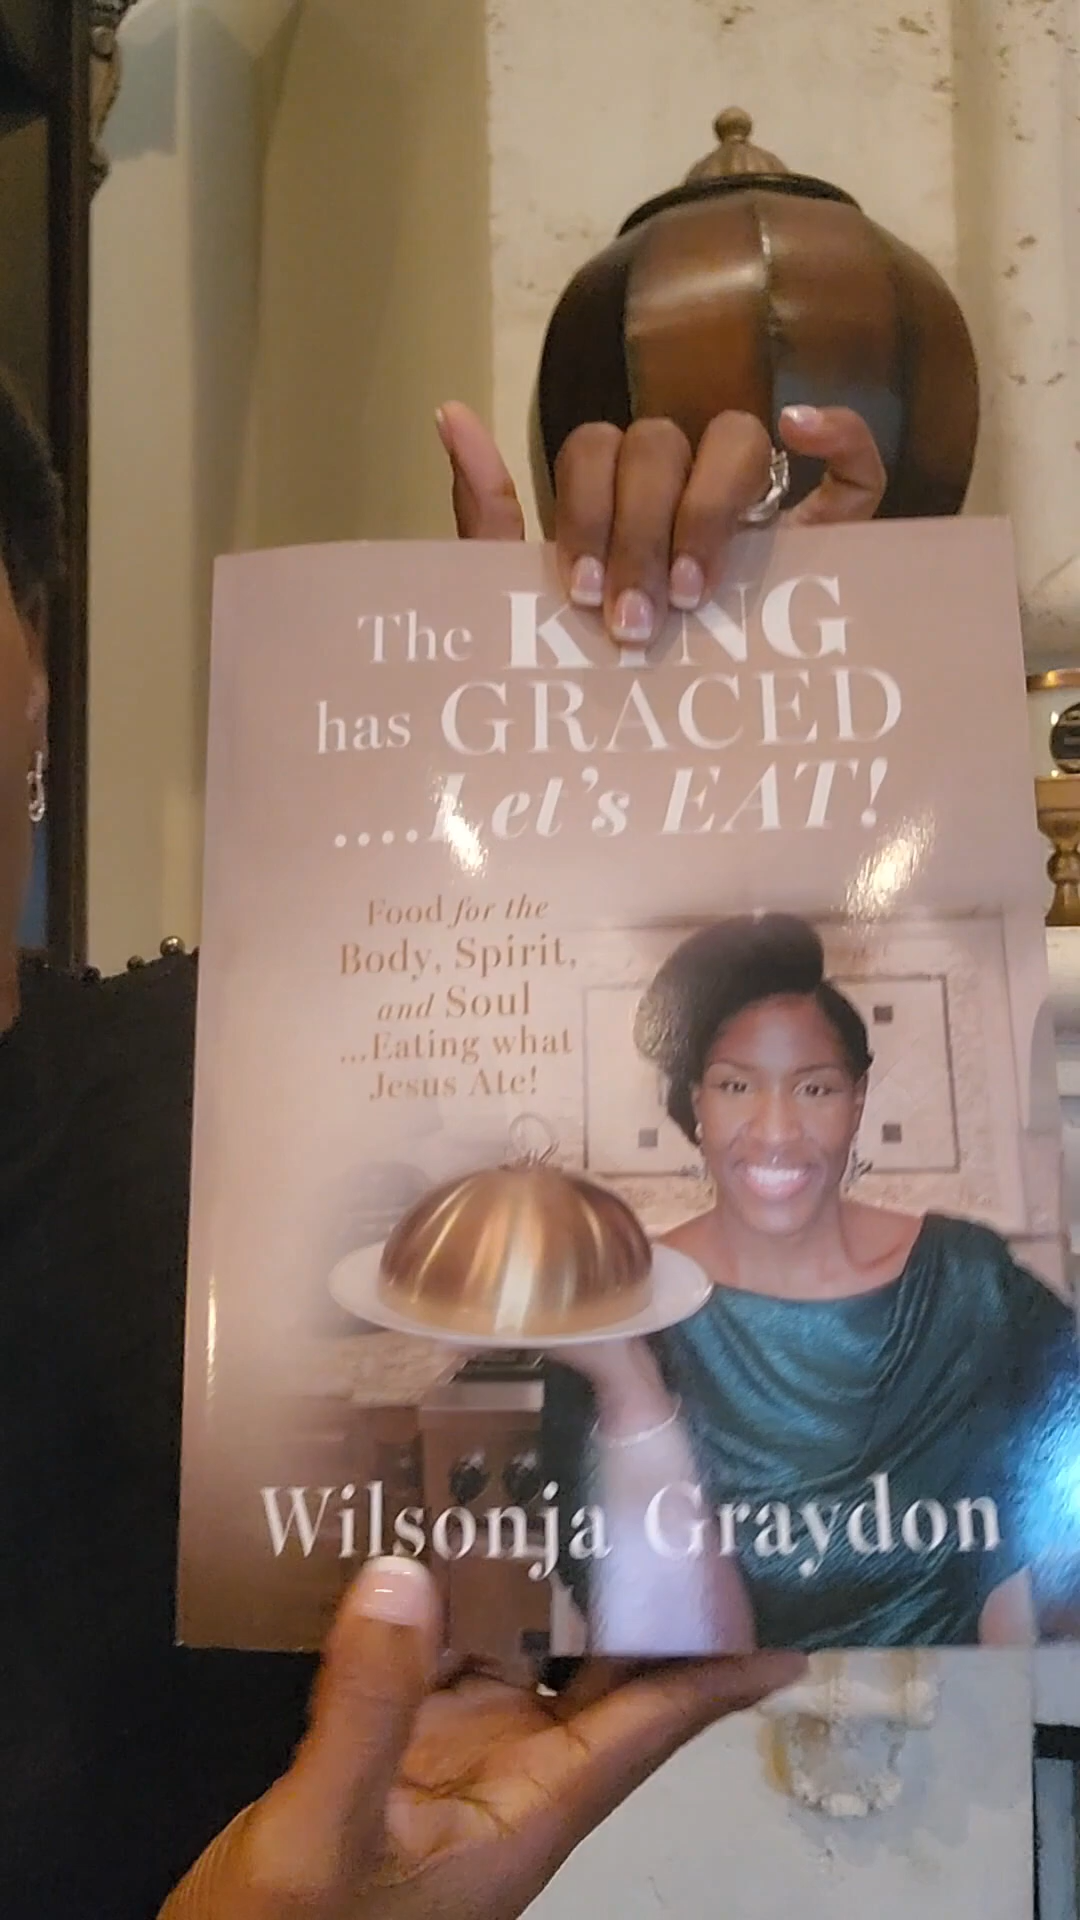 The KING
has GRACED
....Let's EAT!
Food for the
Body, Spirit,
and Soul
...Eating what
Jesus Ate!
Wilsonja Graydon